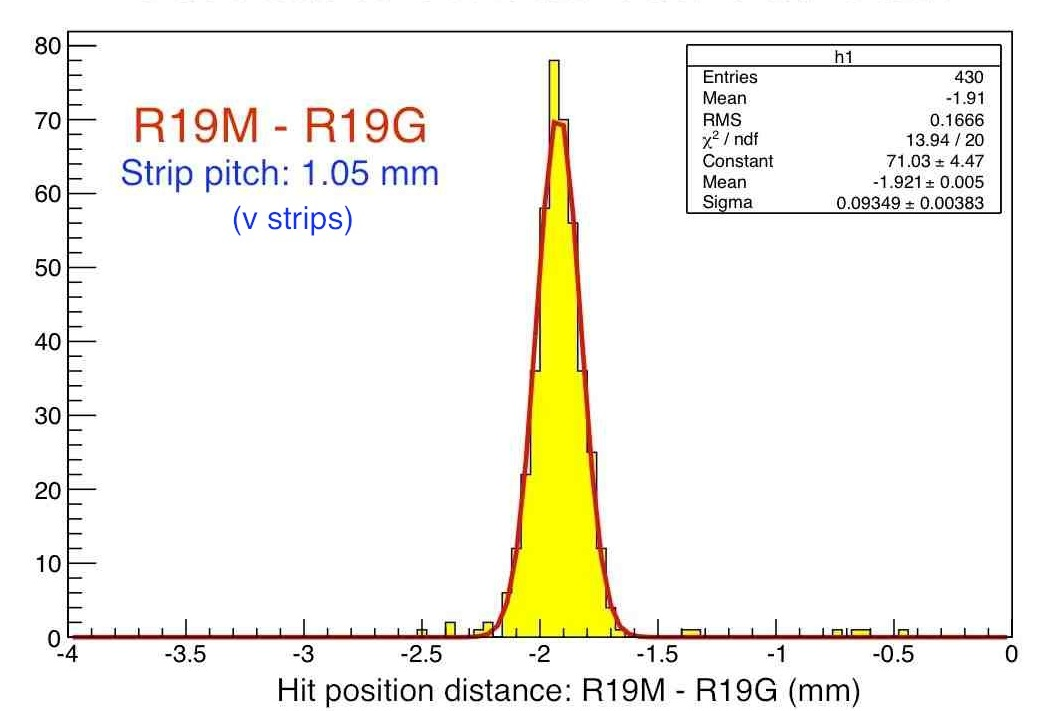 80
70
60
50
40
30
20
10
0
R19M - R19G
Strip pitch: 1.05 mm
(v strips)
h1
Entries 430
Mean -1.91
RMS 0.1666
χ² / ndf 13.94 / 20
Constant 71.03 ± 4.47
Mean -1.921 ± 0.005
Sigma 0.09349 ± 0.00383
-4 -3.5 -3 -2.5 -2 -1.5 -1 -0.5 0
Hit position distance: R19M - R19G (mm)